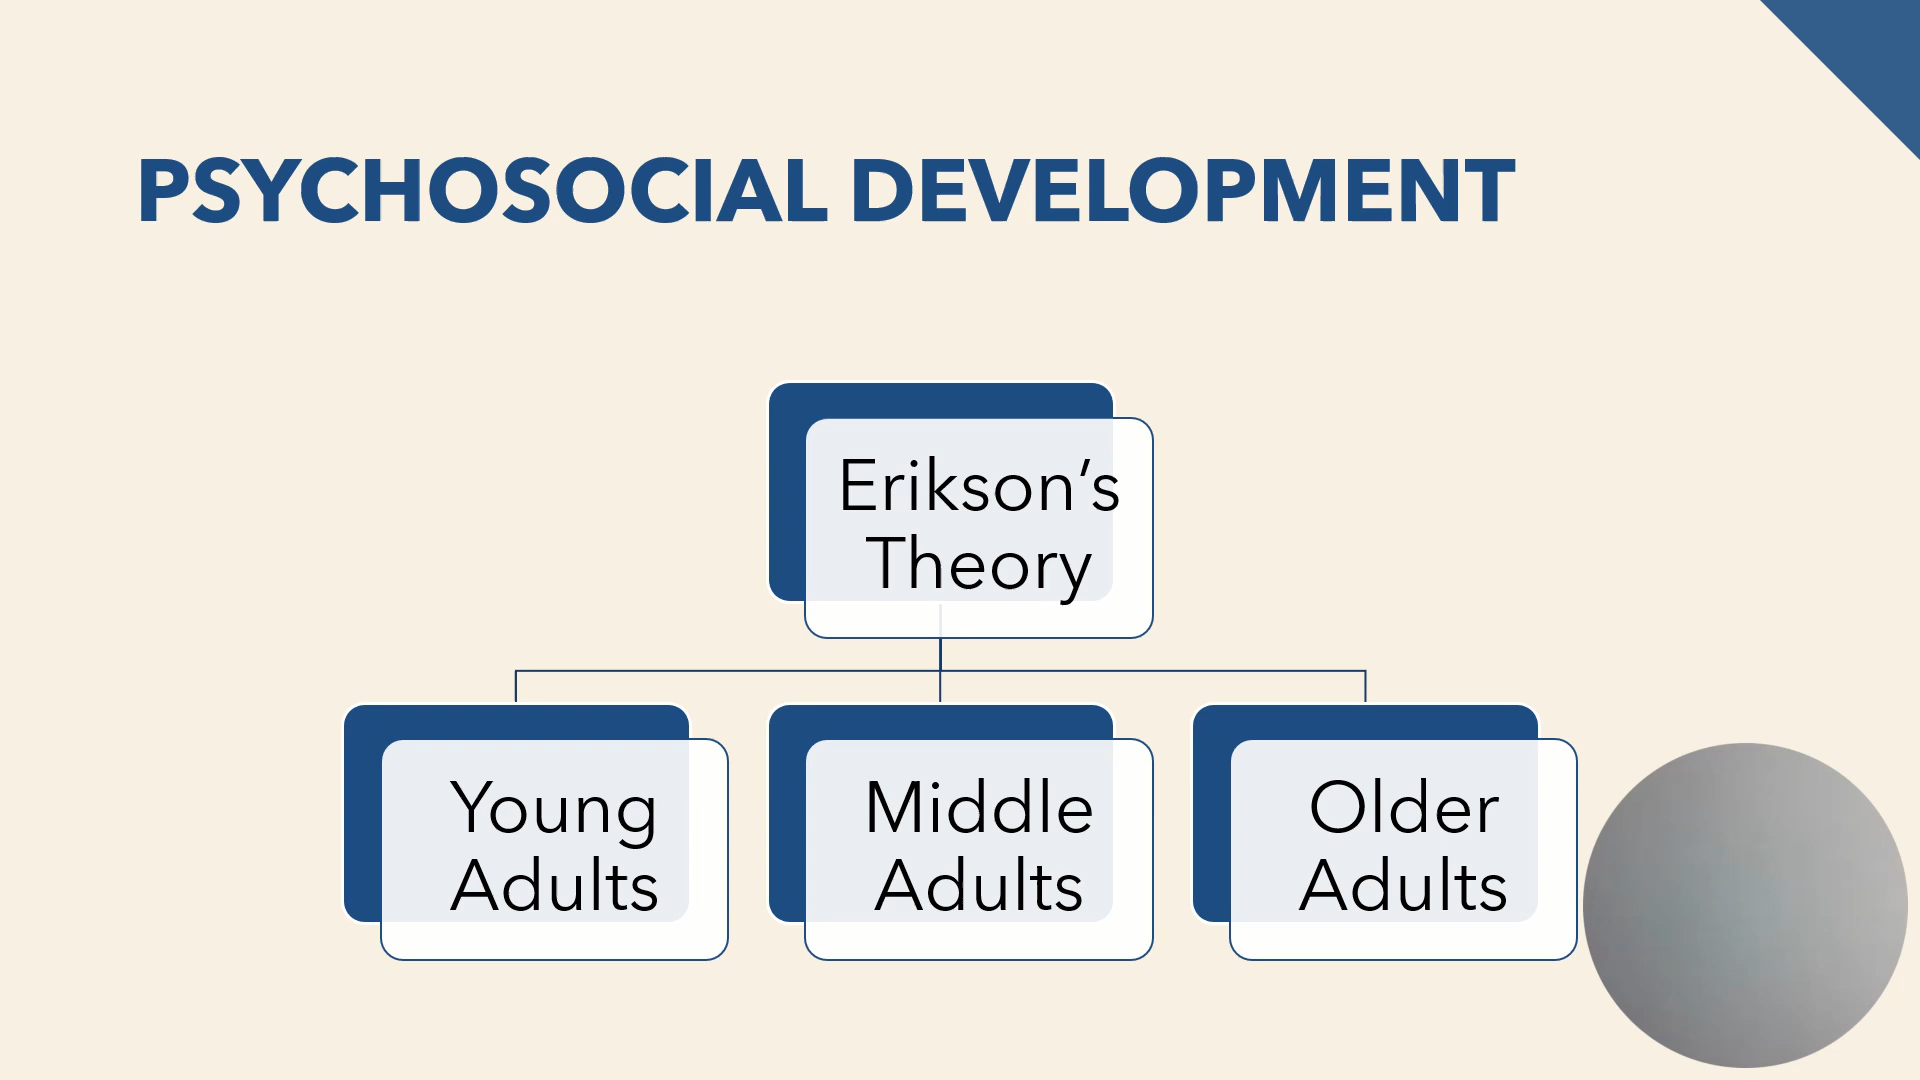 PSYCHOSOCIAL DEVELOPMENT
Erikson’s
Theory
Young
Adults
Middle
Adults
Older
Adults